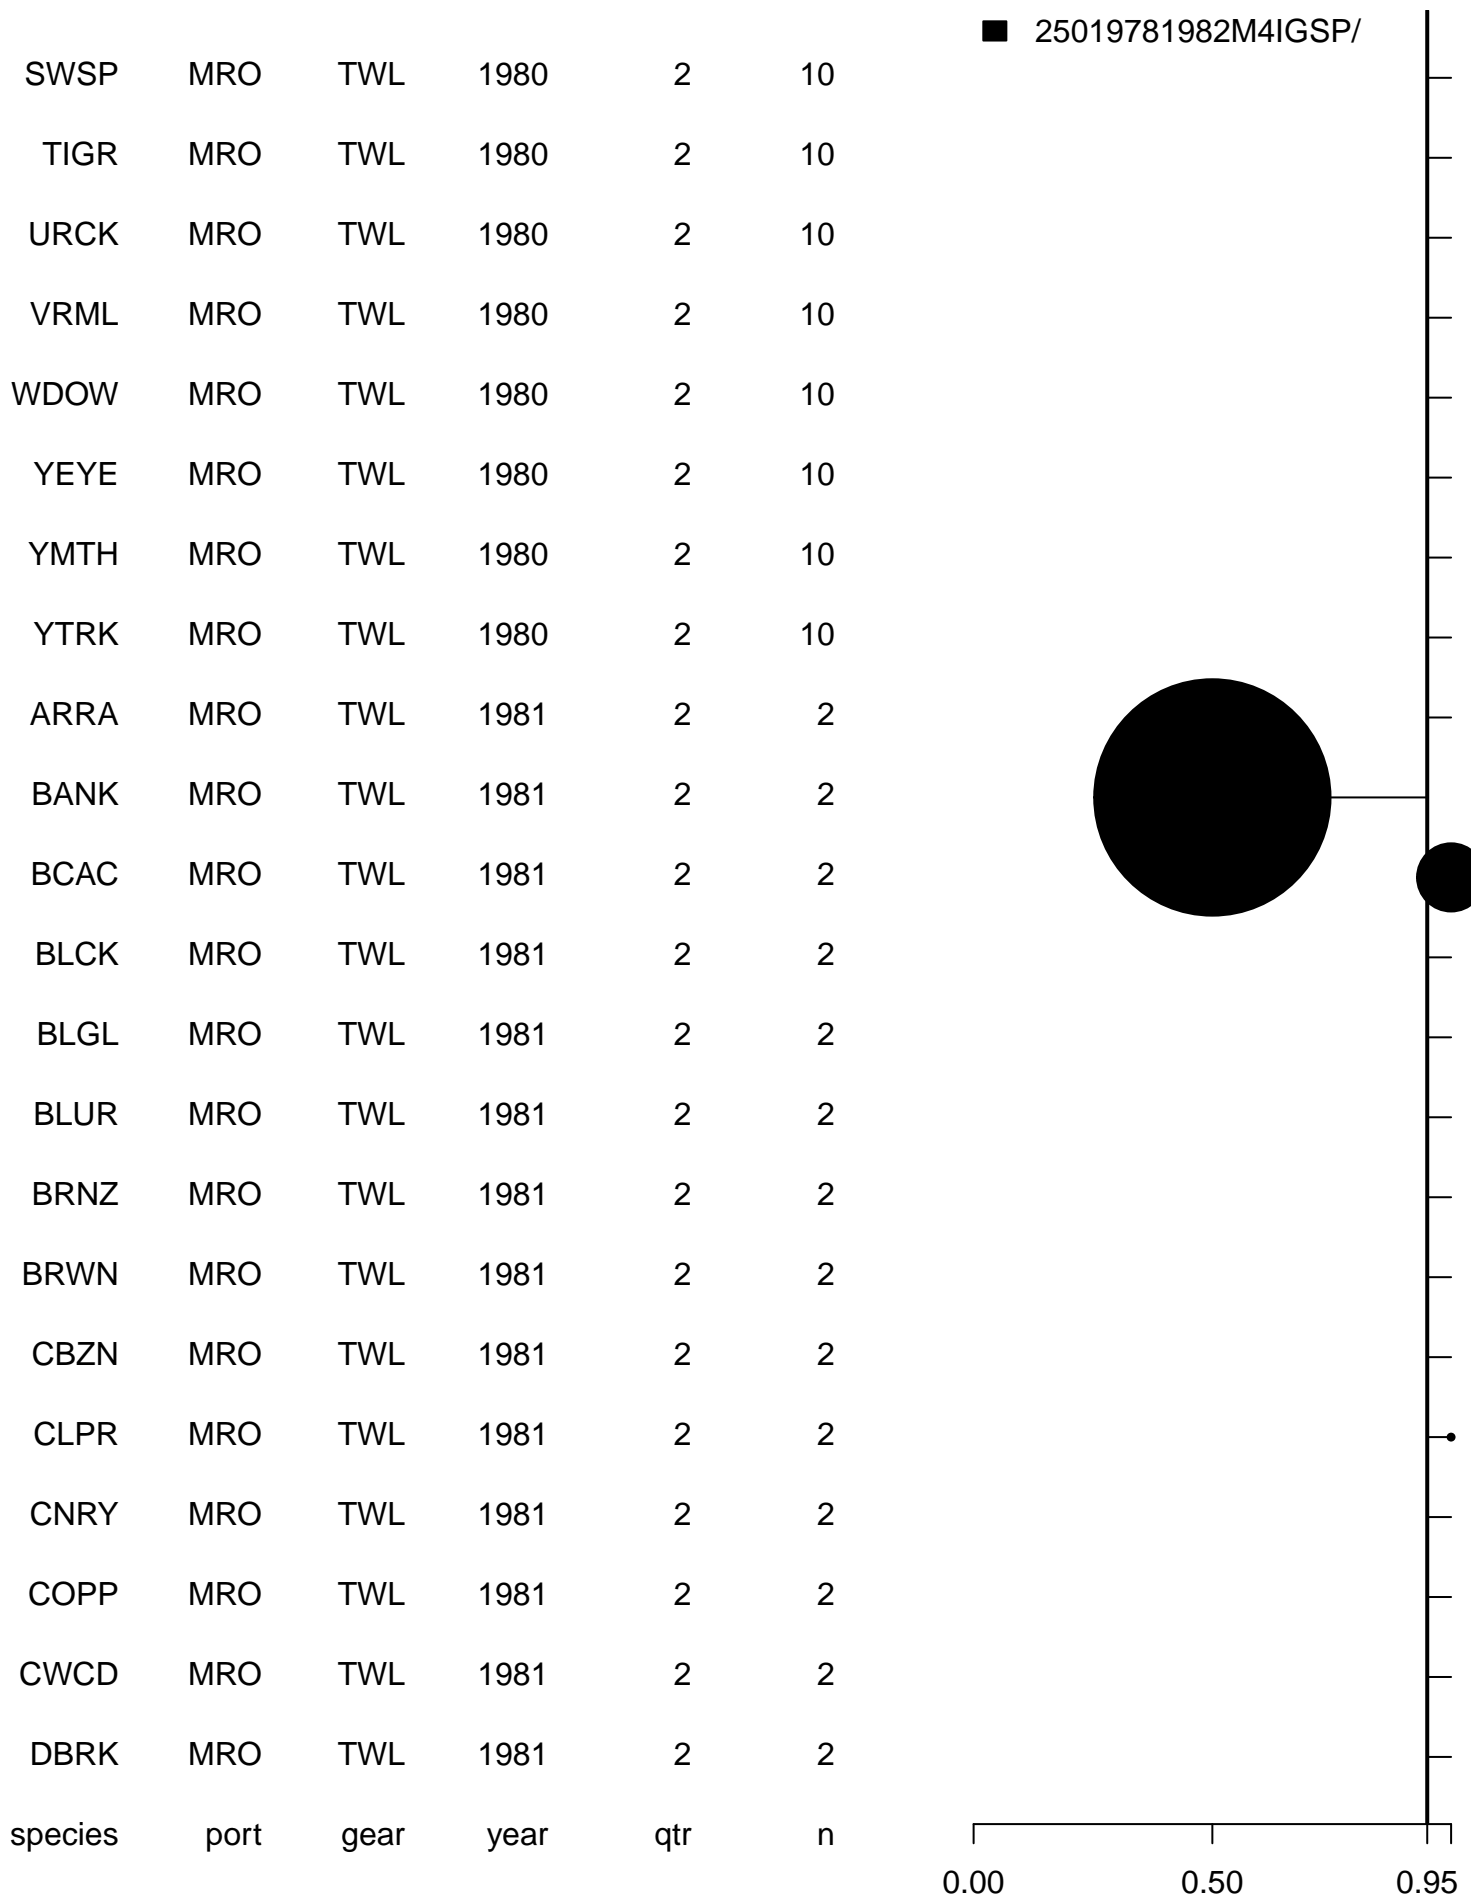 25019781982M4IGSP/
SWSP MRO TWL 1980 2 10
TIGR MRO TWL 1980 2 10
URCK MRO TWL 1980 2 10
VRML MRO TWL 1980 2 10
WDOW MRO TWL 1980 2 10
YEYE MRO TWL 1980 2 10
YMTH MRO TWL 1980 2 10
YTRK MRO TWL 1980 2 10
ARRA MRO TWL 1981 2 2
BANK MRO TWL 1981 2 2
BCAC MRO TWL 1981 2 2
BLCK MRO TWL 1981 2 2
BLGL MRO TWL 1981 2 2
BLUR MRO TWL 1981 2 2
BRNZ MRO TWL 1981 2 2
BRWN MRO TWL 1981 2 2
CBZN MRO TWL 1981 2 2
CLPR MRO TWL 1981 2 2
CNRY MRO TWL 1981 2 2
COPP MRO TWL 1981 2 2
CWCD MRO TWL 1981 2 2
DBRK MRO TWL 1981 2 2
species port gear year qtr n
0.00 0.50 0.95